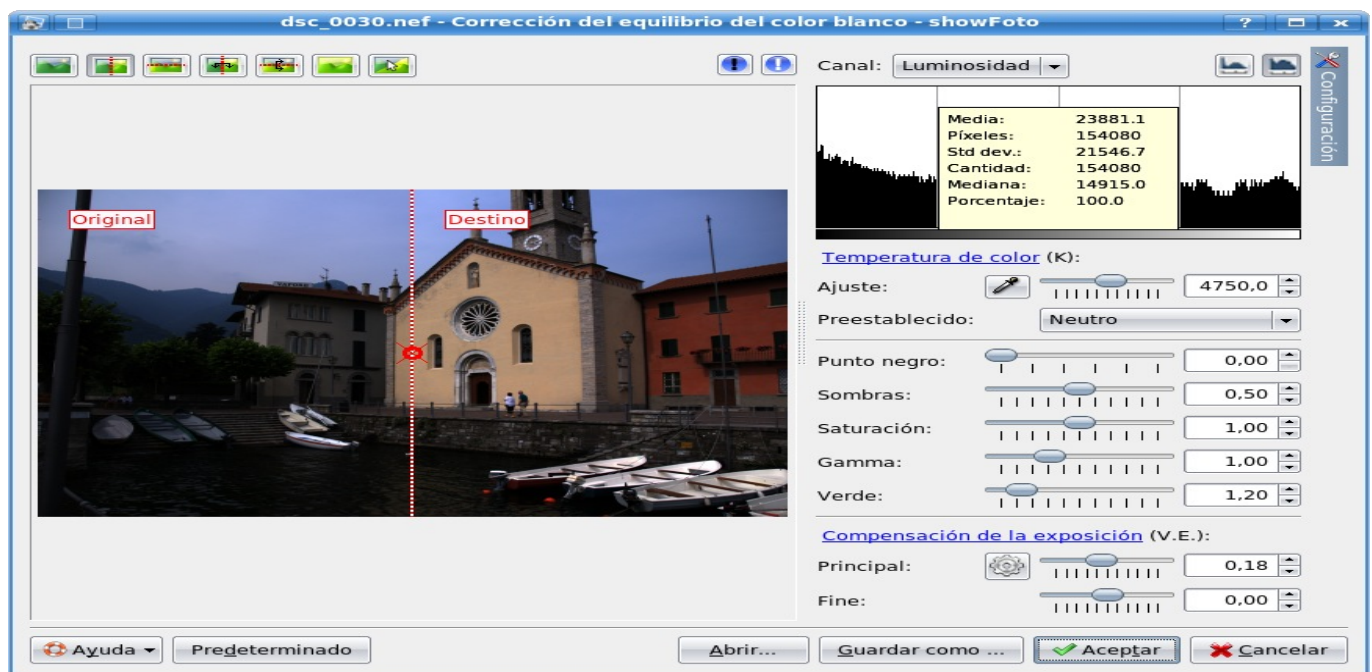 dsc_0030.nef - Corrección del equilibrio del color blanco - showFoto
?
Canal: Luminosidad
Configuración
Media: 23881.1
Píxeles: 154080
Std dev.: 21546.7
Cantidad: 154080
Mediana: 14915.0
Porcentaje: 100.0
Original
Destino
Temperatura de color (K):
Ajuste: 4750,0
Preestablecido: Neutro
Punto negro: 0,00
Sombras: 0,50
Saturación: 1,00
Gamma: 1,00
Verde: 1,20
Compensación de la exposición (V.E.):
Principal: 0,18
Fine: 0,00
Ayuda
Predeterminado
Abrir...
Guardar como ...
Aceptar
Cancelar